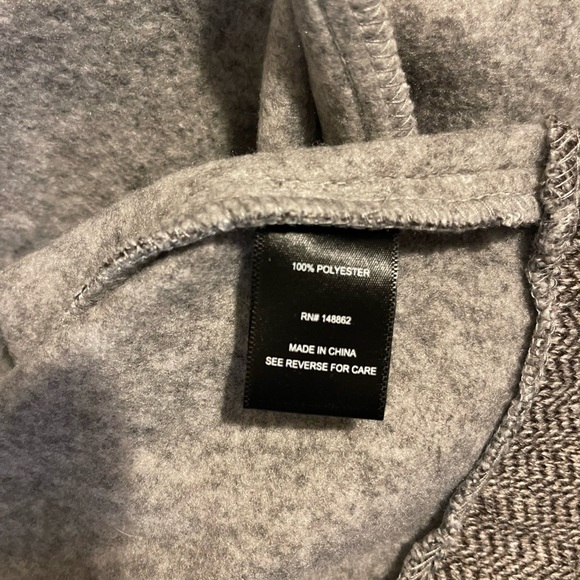 100% POLYESTER
RN# 148862
MADE IN CHINA
SEE REVERSE FOR CARE